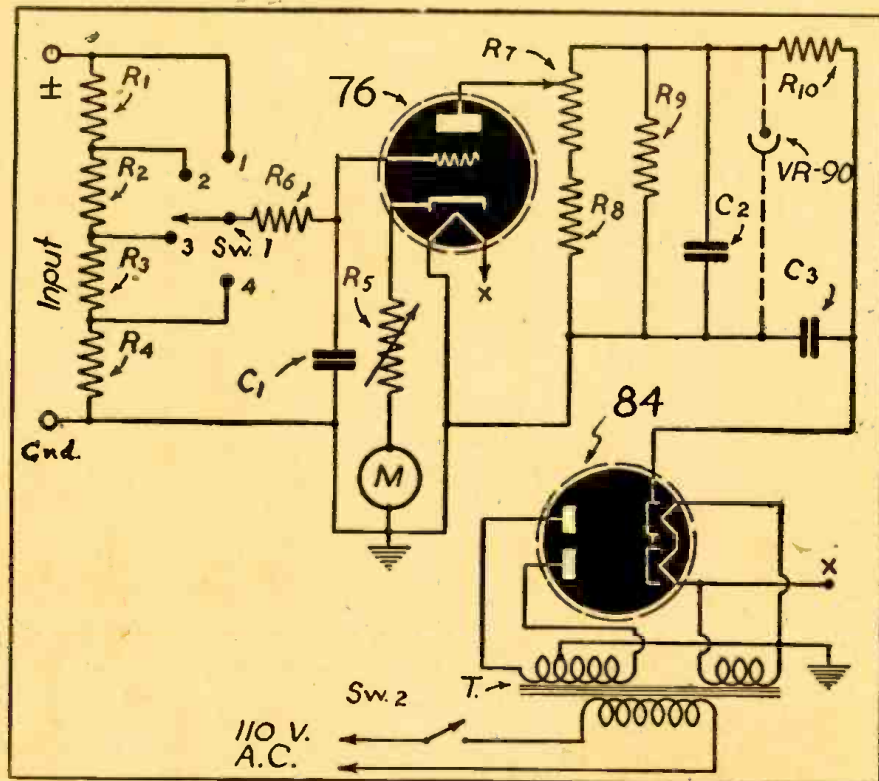 ±
R1
R2
R3
R4
Input
Gnd.
1
2
3
4
Sw.1
R6
C1
R5
M
76
x
R7
R8
R9
C2
VR-90
R10
C3
84
x
T.
Sw.2
110 V.
A.C.